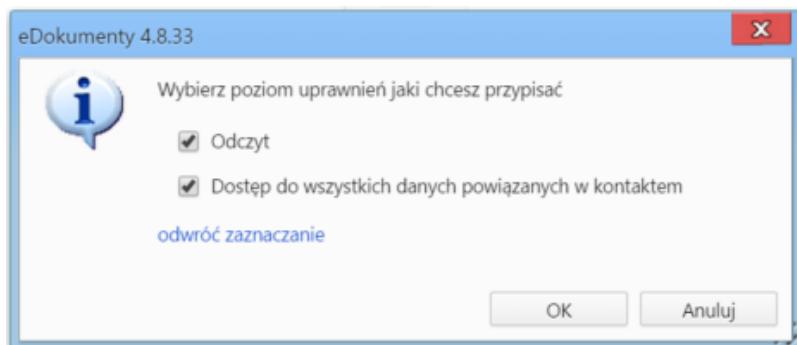 eDokumenty 4.8.33
Wybierz poziom uprawnień jaki chcesz przypisać
Odczyt
Dostęp do wszystkich danych powiązanych w kontaktem
odwróć zaznaczanie
OK
Anuluj